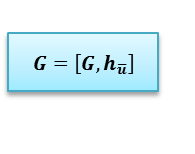 G = [G, h_ū]